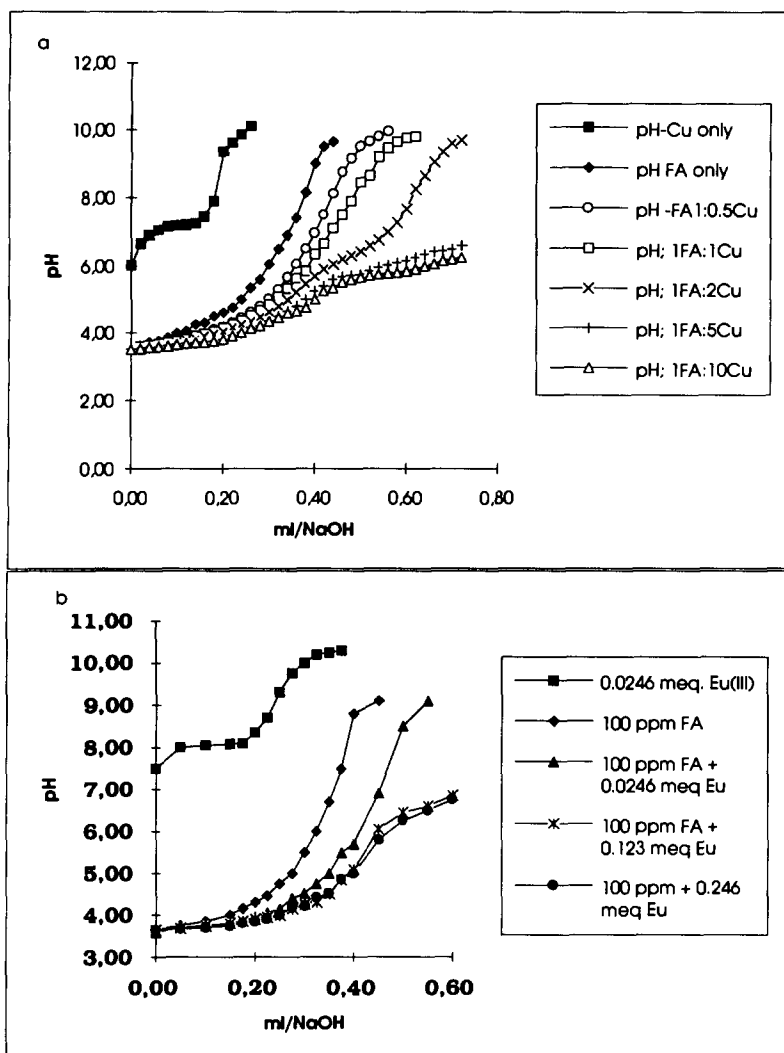 a
12,00
10,00
8,00
6,00
4,00
2,00
0,00
pH
0,00
0,20
0,40
0,60
0,80
ml/NaOH
pH-Cu only
pH FA only
pH -FA1:0.5Cu
pH; 1FA:1Cu
pH; 1FA:2Cu
pH; 1FA:5Cu
pH; 1FA:10Cu
b
11,00
10,00
9,00
8,00
7,00
6,00
5,00
4,00
3,00
pH
0,00
0,20
0,40
0,60
ml/NaOH
0.0246 meq. Eu(III)
100 ppm FA
100 ppm FA +
0.0246 meq Eu
100 ppm FA +
0.123 meq Eu
100 ppm + 0.246
meq Eu